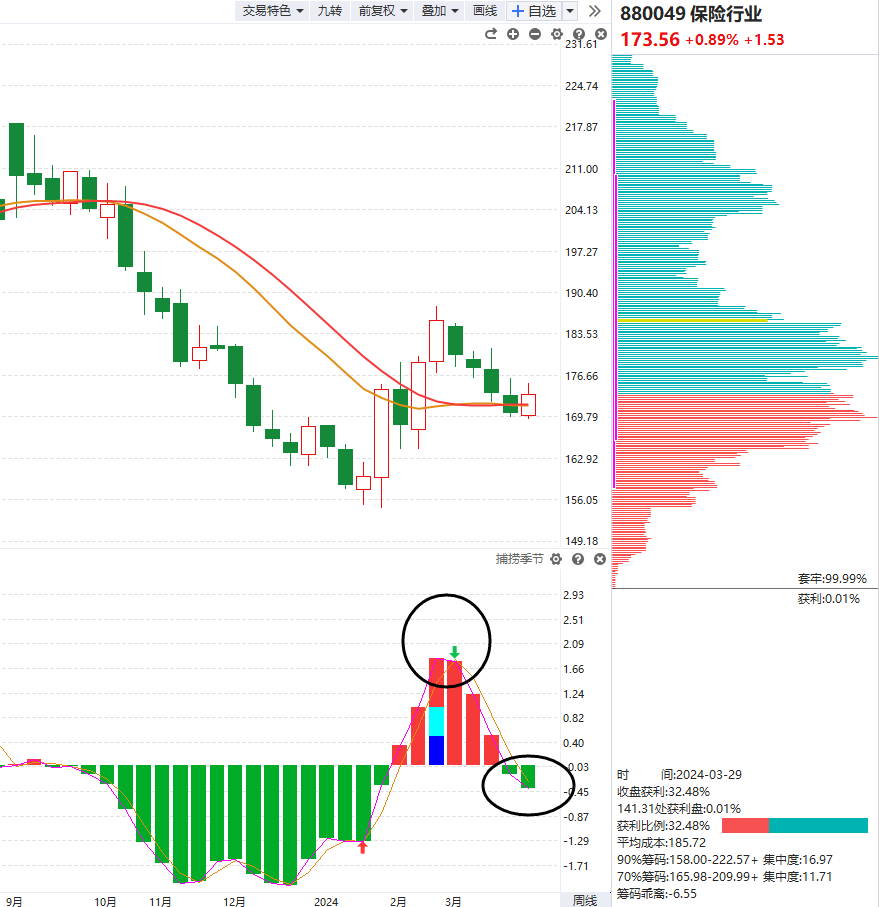 交易特色 九转 前复权 叠加 画线 + 自选
880049 保险行业
173.56 +0.89% +1.53
231.61
224.74
217.87
211.00
204.13
197.27
190.40
183.53
176.66
169.79
162.92
156.05
149.18
套牢:99.99%
获利:0.01%
捕捞季节
2.93
2.51
2.09
1.66
1.24
0.82
0.40
-0.03
-0.45
-0.87
-1.29
-1.71
时 间:2024-03-29
收盘获利:32.48%
141.31处获利盘:0.01%
获利比例:32.48%
平均成本:185.72
90%筹码:158.00-222.57+ 集中度:16.97
70%筹码:165.98-209.99+ 集中度:11.71
筹码乖离:-6.55
9月 10月 11月 12月 2024 2月 3月 周线